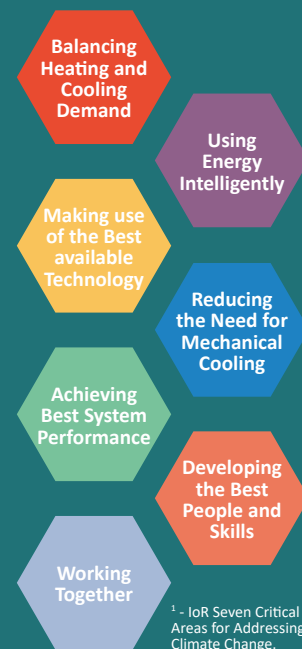 Balancing
Heating and
Cooling
Demand
Using
Energy
Intelligently
Making use
of the Best
available
Technology
Reducing
the Need for
Mechanical
Cooling
Achieving
Best System
Performance
Developing
the Best
People and
Skills
Working
Together
1 - IoR Seven Critical
Areas for Addressing
Climate Change.